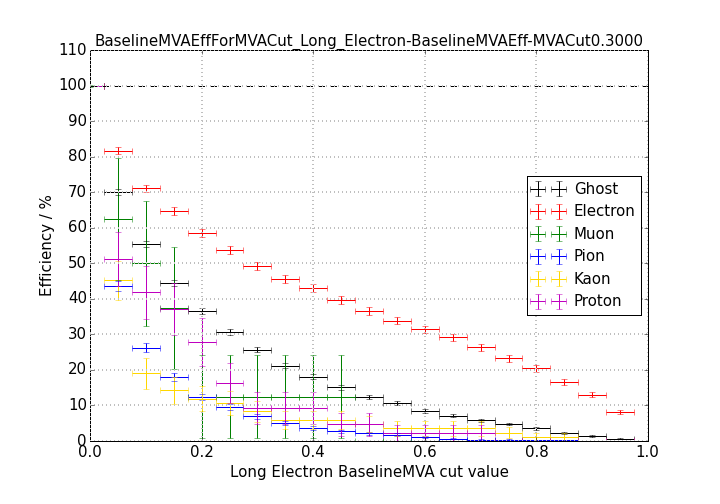 BaselineMVAEffForMVACut_Long_Electron-BaselineMVAEff-MVACut0.3000
110
100
90
80
70
60
50
40
30
20
10
0
Efficiency / %
Ghost
Electron
Muon
Pion
Kaon
Proton
0.0 0.2 0.4 0.6 0.8 1.0
Long Electron BaselineMVA cut value